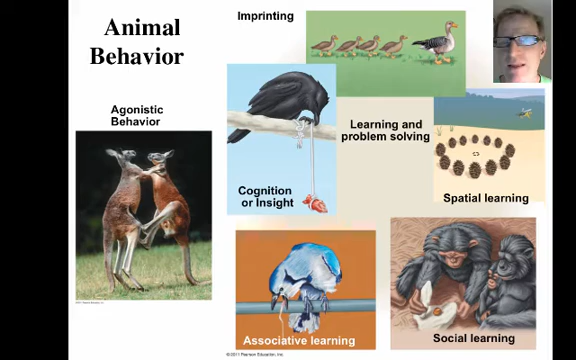 Animal
Behavior
Imprinting
Agonistic
Behavior
Learning and
problem solving
Cognition
or Insight
Spatial learning
Associative learning
Social learning
© 2011 Pearson Education, Inc.